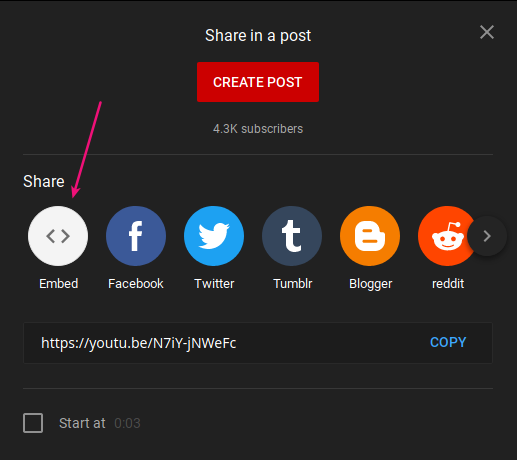 Share in a post
CREATE POST
4.3K subscribers
Share
Embed
Facebook
Twitter
Tumblr
Blogger
reddit
https://youtu.be/N7iY-jNWeFc
COPY
Start at 0:03